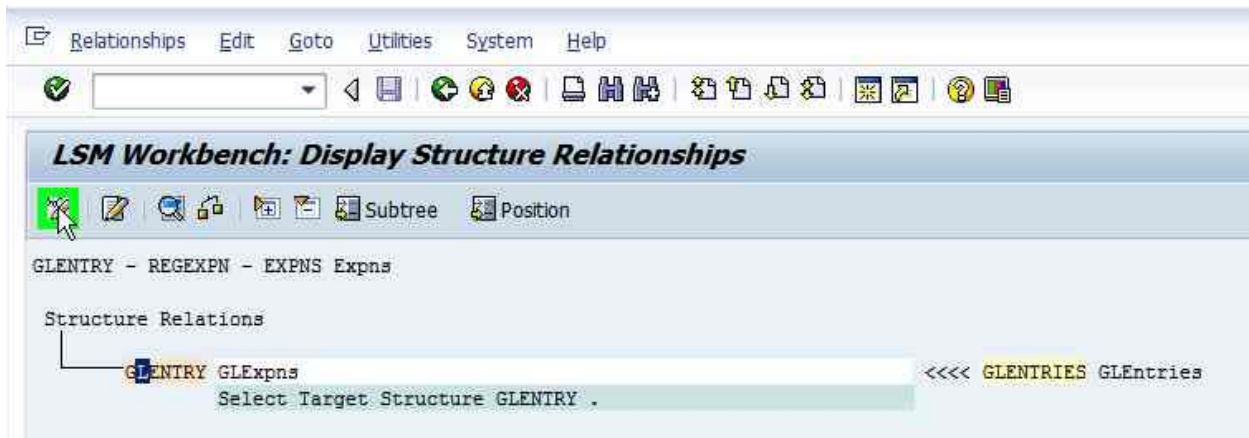 Relationships Edit Goto Utilities System Help
LSM Workbench: Display Structure Relationships
Subtree Position
GLENTRY - REGEXPN - EXPNS Expns
Structure Relations
GLENTRY GLExpns <<<< GLENTRIES GLEntries
Select Target Structure GLENTRY .